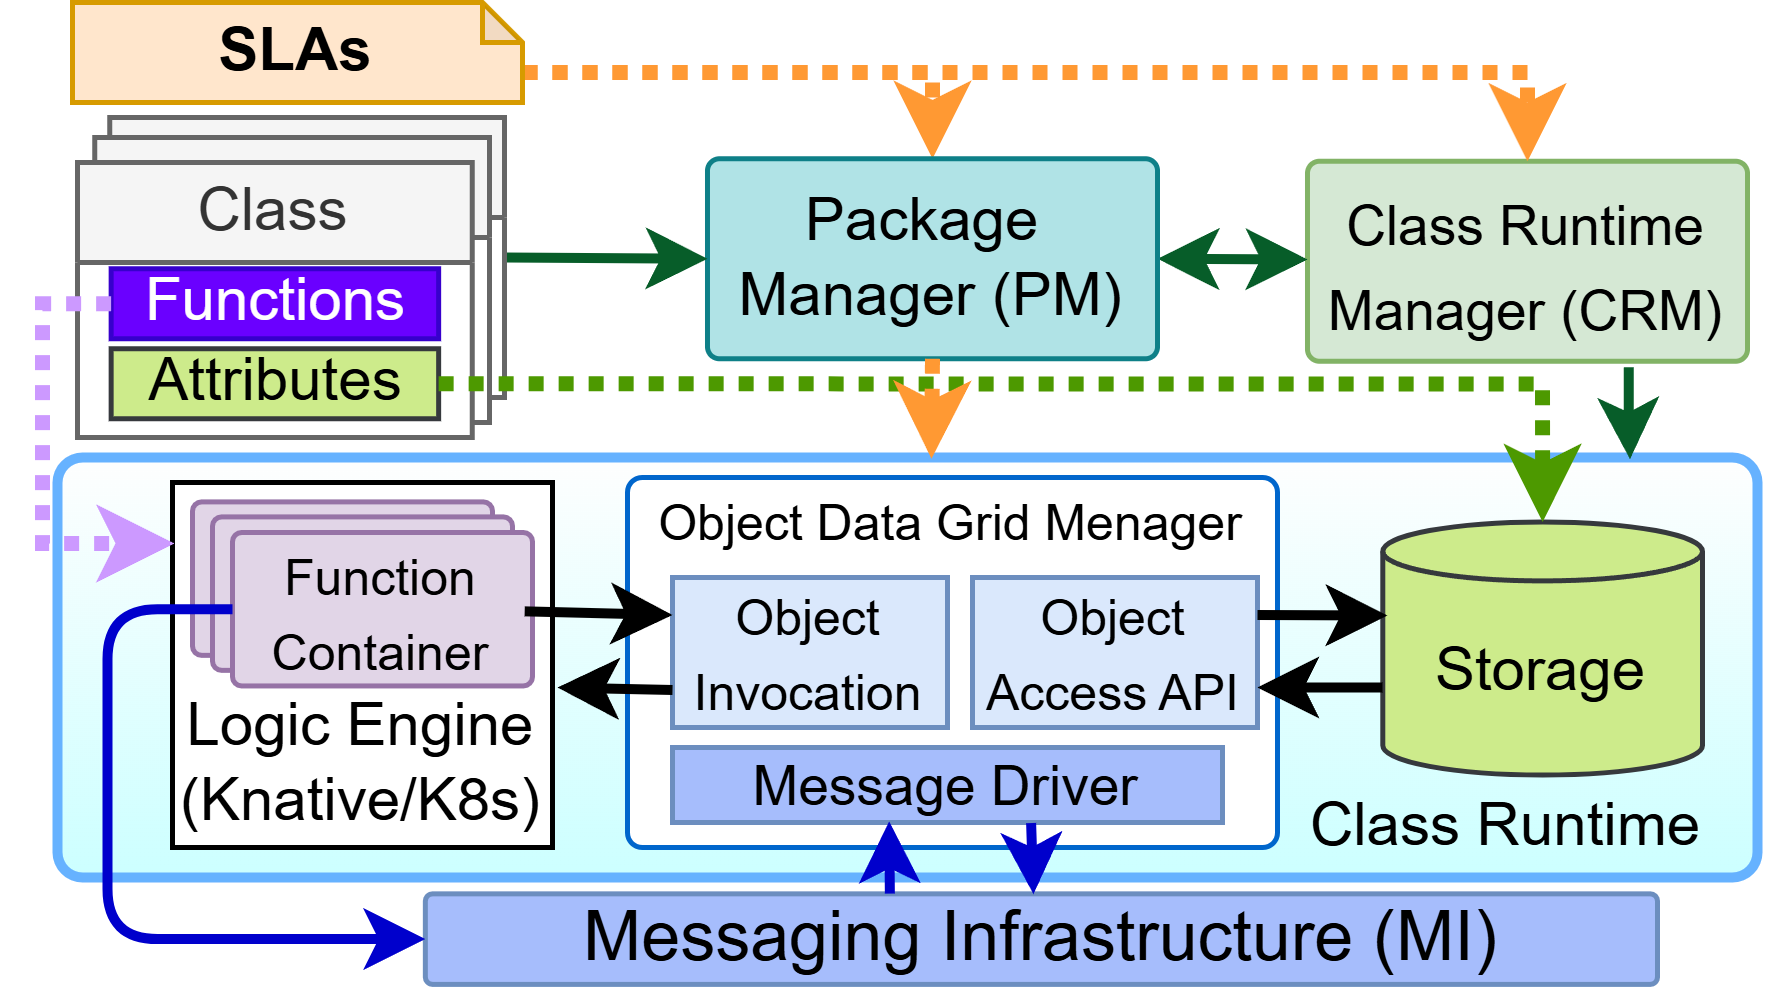 SLAs
Class
Functions
Attributes
Package
Manager (PM)
Class Runtime
Manager (CRM)
Function
Container
Logic Engine
(Knative/K8s)
Object Data Grid Menager
Object
Invocation
Object
Access API
Message Driver
Storage
Class Runtime
Messaging Infrastructure (MI)